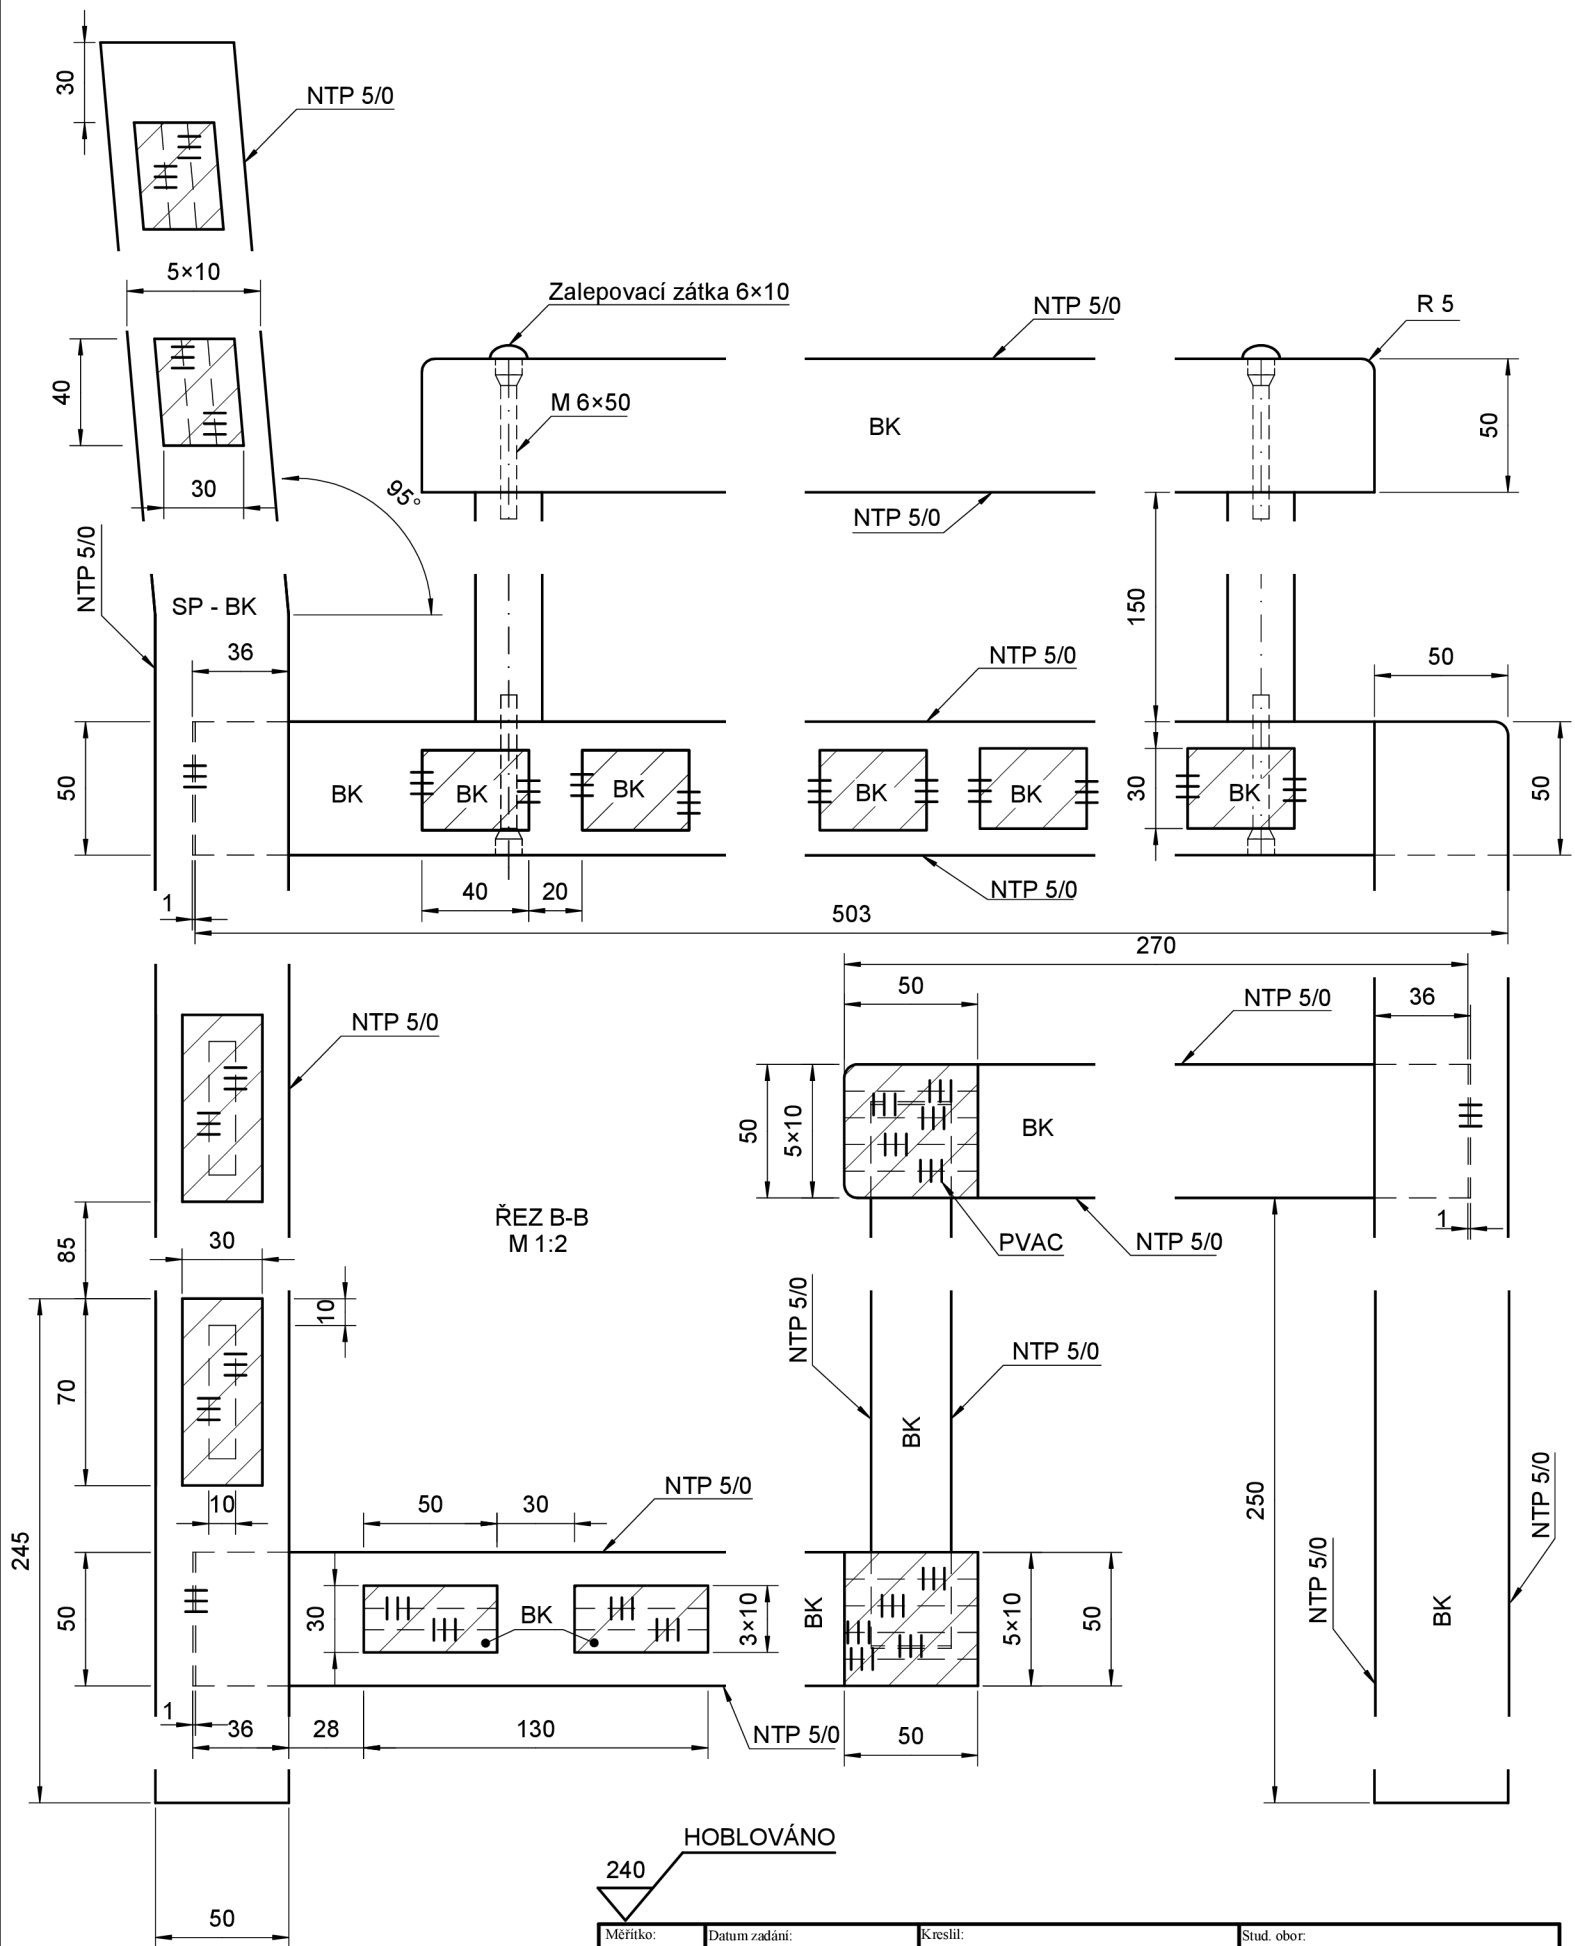 30
NTP 5/0
5×10
Zalepovací zátka 6×10
NTP 5/0
R 5
40
M 6×50
BK
50
30
95°
NTP 5/0
NTP 5/0
SP - BK
150
36
NTP 5/0
50
50
BK
BK
BK
BK
BK
30
BK
50
1
40
20
NTP 5/0
503
270
50
NTP 5/0
36
NTP 5/0
50
5×10
BK
ŘEZ B-B
M 1:2
85
30
PVAC
NTP 5/0
1
10
NTP 5/0
NTP 5/0
70
BK
10
50
30
NTP 5/0
250
NTP 5/0
245
50
30
BK
3×10
BK
5×10
50
NTP 5/0
BK
1
36
28
130
NTP 5/0
50
HOBLOVÁNO
240
50
Měřítko:
Datum zadání:
Kreslil:
Stud. obor: